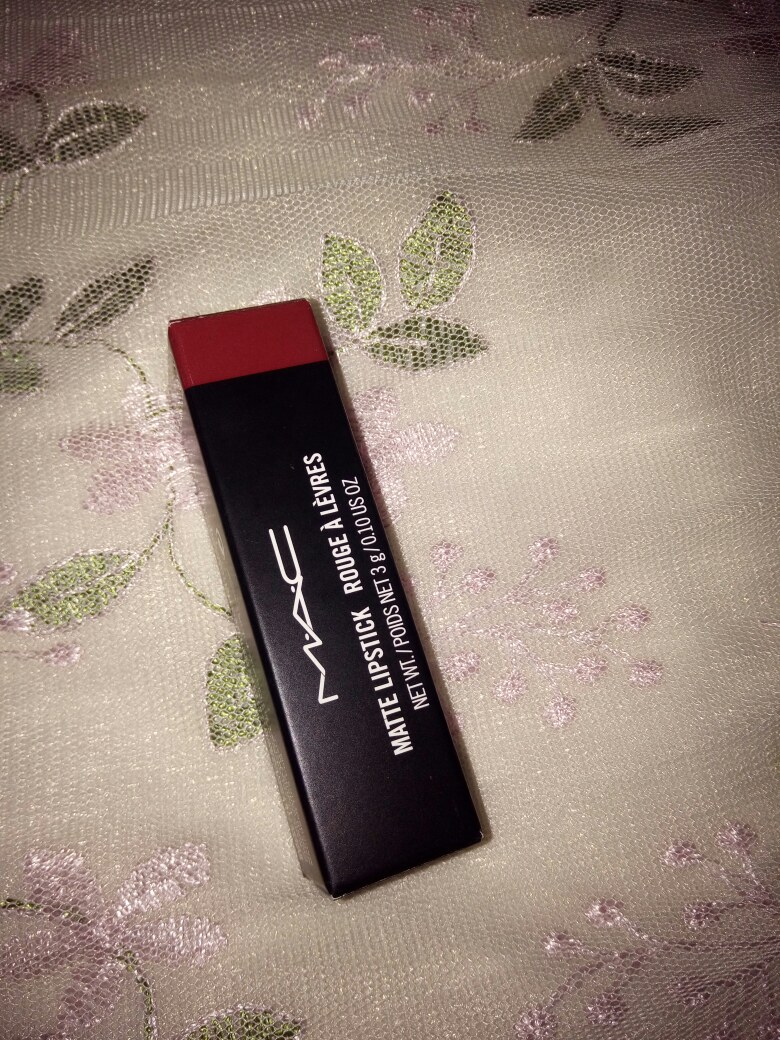 M·A·C
MATTE LIPSTICK ROUGE À LÈVRES
NET WT. / POIDS NET 3 g / 0.10 US OZ